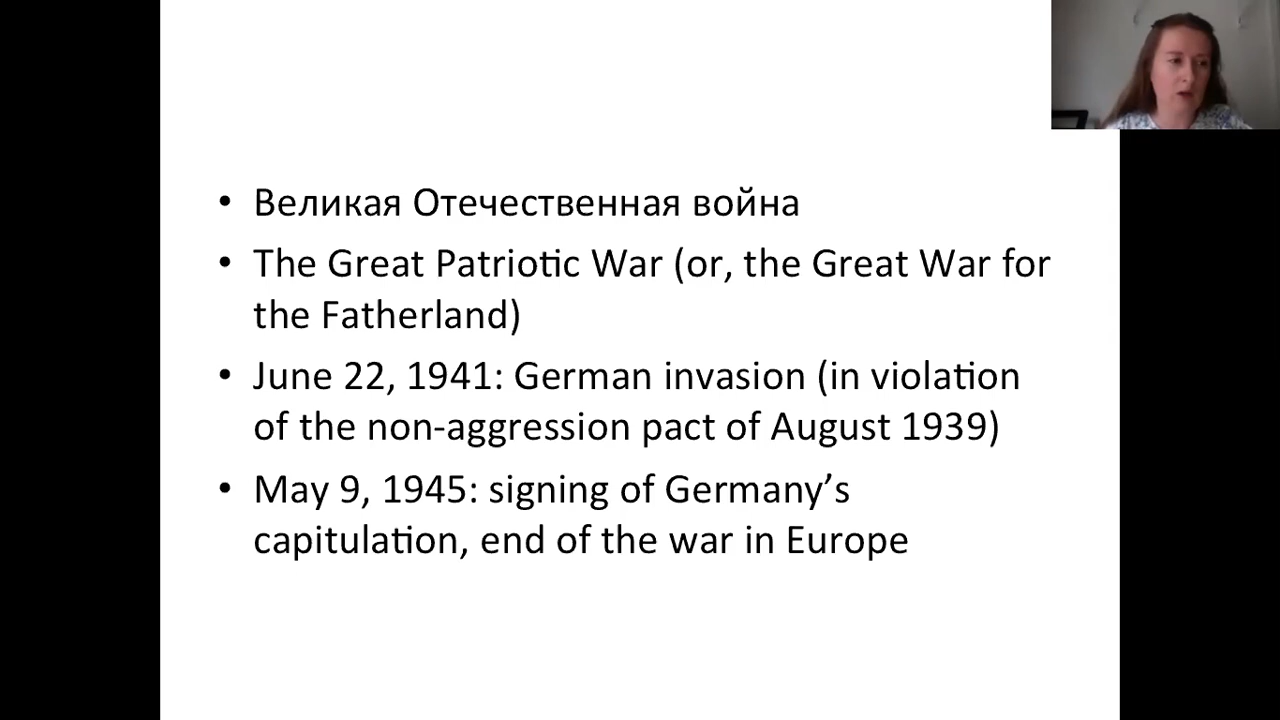 • Великая Отечественная война
• The Great Patriotic War (or, the Great War for
the Fatherland)
• June 22, 1941: German invasion (in violation
of the non-aggression pact of August 1939)
• May 9, 1945: signing of Germany’s
capitulation, end of the war in Europe